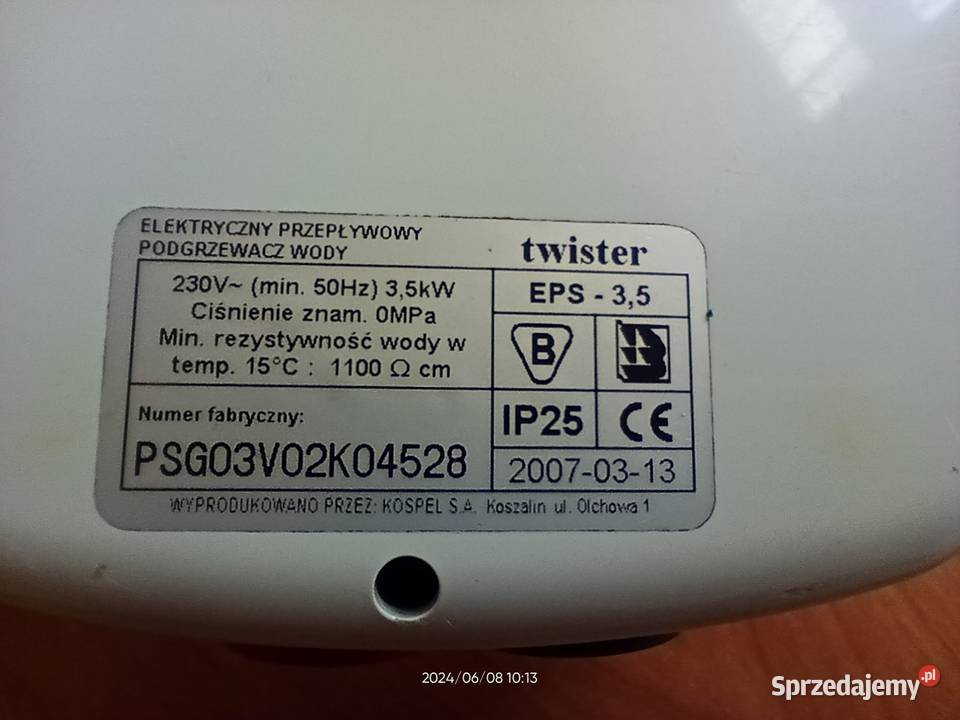 ELEKTRYCZNY PRZEPŁYWOWY
PODGRZEWACZ WODY
twister
230V~ (min. 50Hz) 3,5kW
Ciśnienie znam. 0MPa
Min. rezystywność wody w
temp. 15°C : 1100 Ω cm
EPS - 3,5
B
Numer fabryczny:
PSG03V02K04528
IP25
CE
2007-03-13
WYPRODUKOWANO PRZEZ: KOSPEL S.A. Koszalin ul. Olchowa 1
2024/06/08 10:13
Sprzedajemy.pl